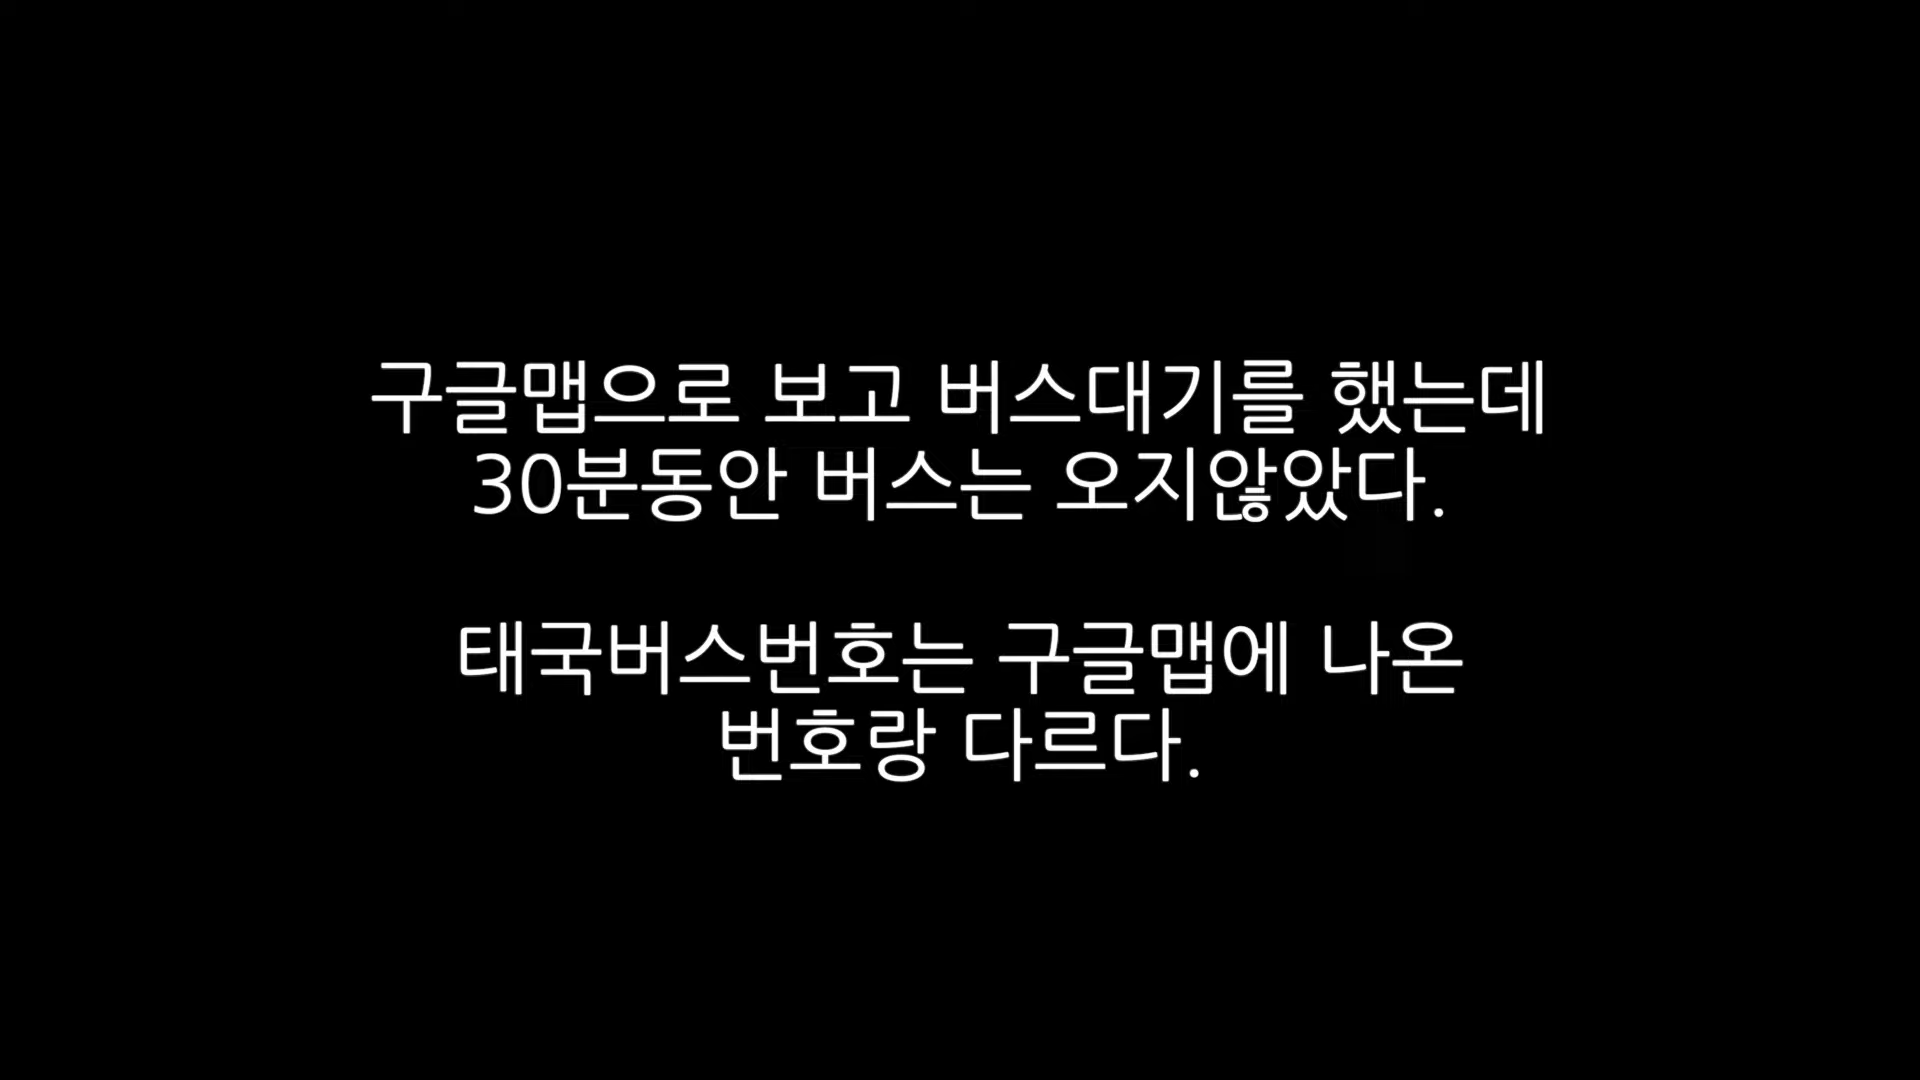 구글맵으로 보고 버스대기를 했는데
30분동안 버스는 오지않았다.
태국버스번호는 구글맵에 나온
번호랑 다르다.